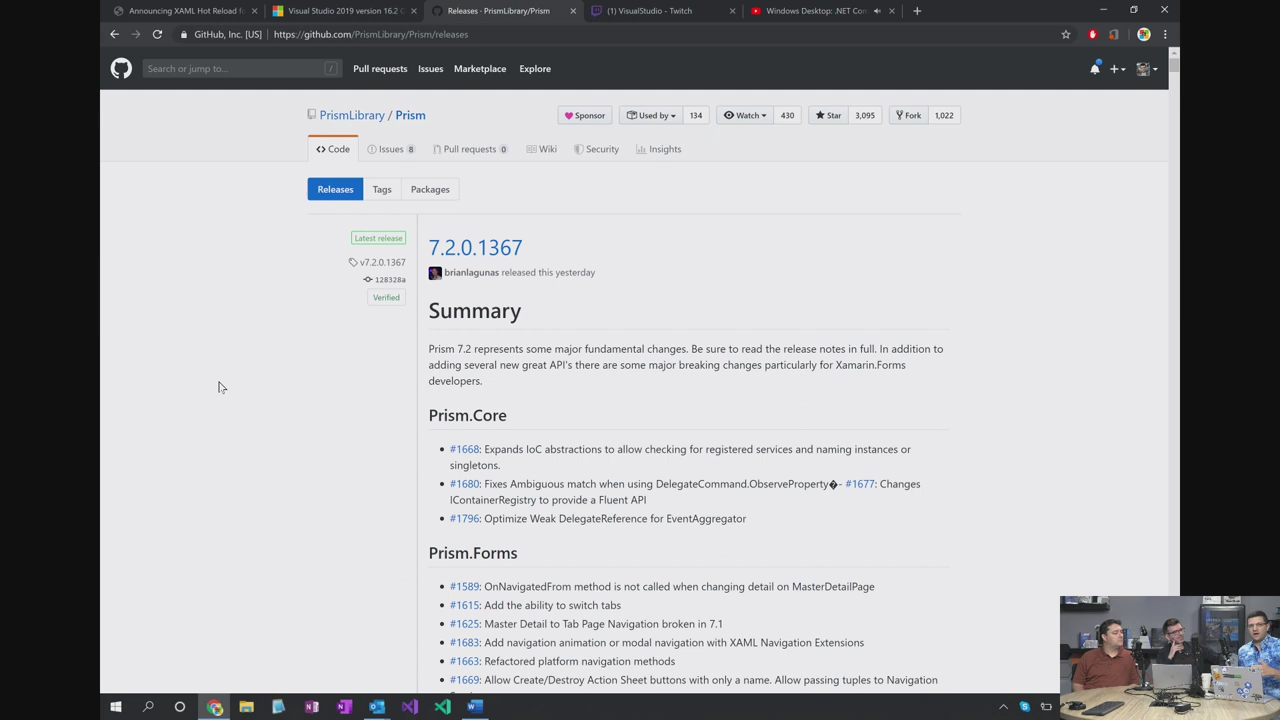 Announcing XAML Hot Reload fo
Visual Studio 2019 version 16.2 C
Releases · PrismLibrary/Prism
(1) VisualStudio - Twitch
Windows Desktop: .NET Con
GitHub, Inc. [US]
https://github.com/PrismLibrary/Prism/releases
Search or jump to...
/
Pull requests
Issues
Marketplace
Explore
PrismLibrary / Prism
Sponsor
Used by
134
Watch
430
Star
3,095
Fork
1,022
Code
Issues 8
Pull requests 0
Wiki
Security
Insights
Releases
Tags
Packages
Latest release
v7.2.0.1367
128328a
Verified
7.2.0.1367
brianlagunas released this yesterday
Summary
Prism 7.2 represents some major fundamental changes. Be sure to read the release notes in full. In addition to
adding several new great API's there are some major breaking changes particularly for Xamarin.Forms
developers.
Prism.Core
#1668: Expands IoC abstractions to allow checking for registered services and naming instances or
singletons.
#1680: Fixes Ambiguous match when using DelegateCommand.ObserveProperty�- #1677: Changes
IContainerRegistry to provide a Fluent API
#1796: Optimize Weak DelegateReference for EventAggregator
Prism.Forms
#1589: OnNavigatedFrom method is not called when changing detail on MasterDetailPage
#1615: Add the ability to switch tabs
#1625: Master Detail to Tab Page Navigation broken in 7.1
#1683: Add navigation animation or modal navigation with XAML Navigation Extensions
#1663: Refactored platform navigation methods
#1669: Allow Create/Destroy Action Sheet buttons with only a name. Allow passing tuples to Navigation